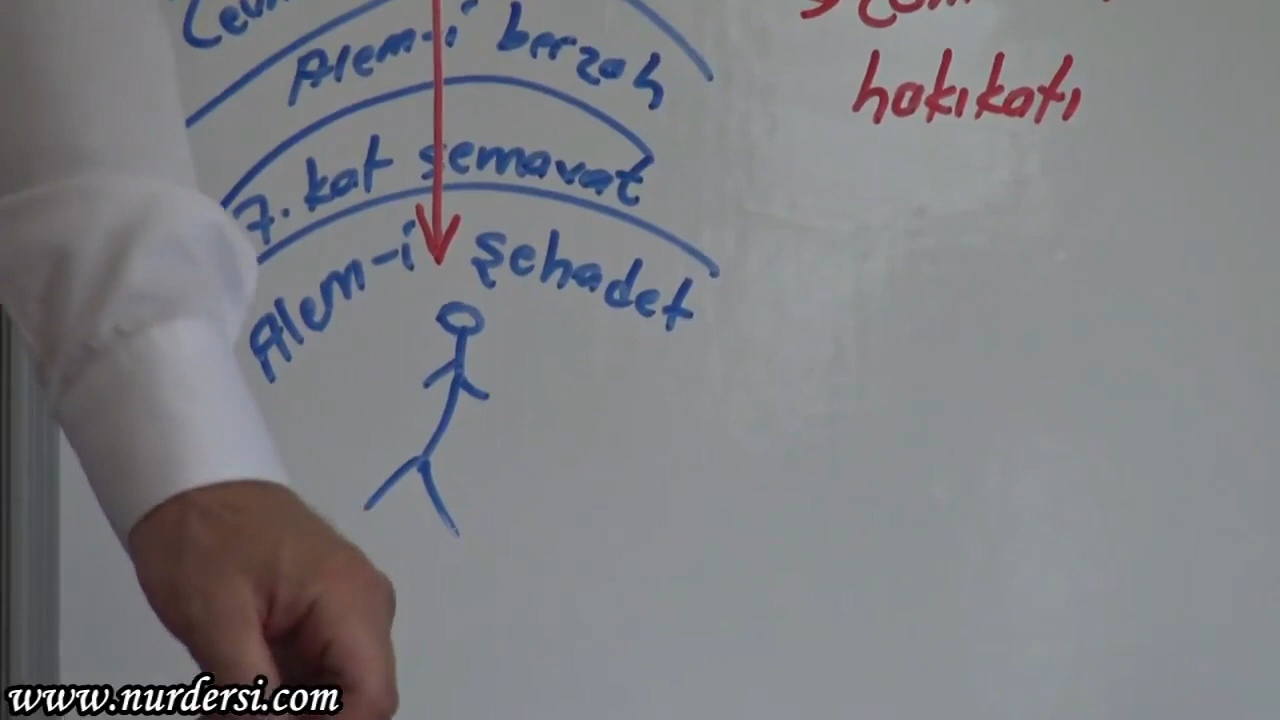 Alem-i berzah
hakikatı
7. kat semavat
Alem-i şehadet
www.nurdersi.com